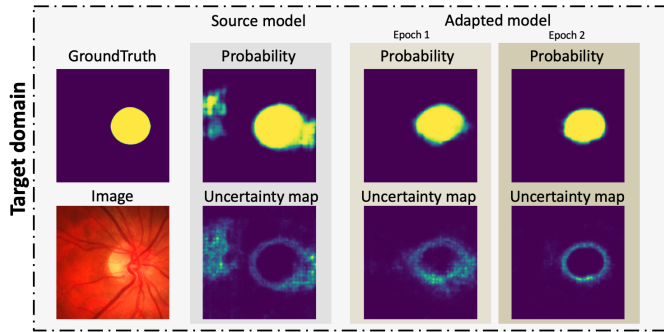 Source model
Adapted model
Epoch 1
Epoch 2
GroundTruth
Probability
Probability
Probability
Target domain
Image
Uncertainty map
Uncertainty map
Uncertainty map